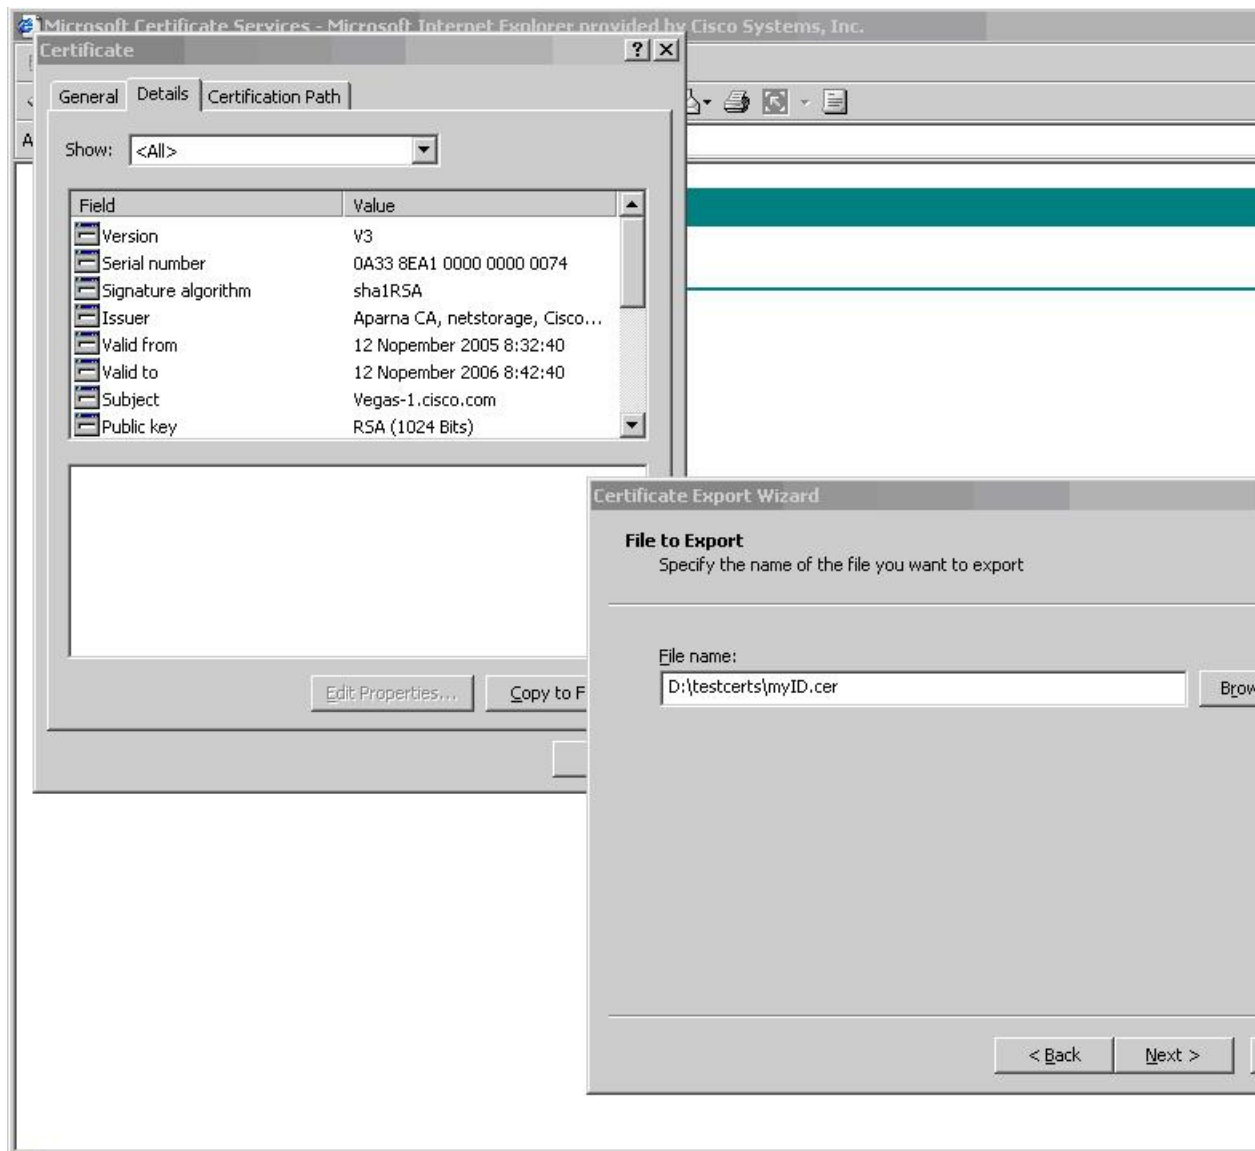 Microsoft Certificate Services - Microsoft Internet Explorer provided by Cisco Systems, Inc.
Certificate
General Details Certification Path
A
Show: <All>
Field Value
Version V3
Serial number 0A33 8EA1 0000 0000 0074
Signature algorithm sha1RSA
Issuer Aparna CA, netstorage, Cisco...
Valid from 12 Nopember 2005 8:32:40
Valid to 12 Nopember 2006 8:42:40
Subject Vegas-1.cisco.com
Public key RSA (1024 Bits)
Edit Properties... Copy to F
Certificate Export Wizard
File to Export
Specify the name of the file you want to export
File name:
D:\testcerts\myID.cer
Brow
< Back Next >